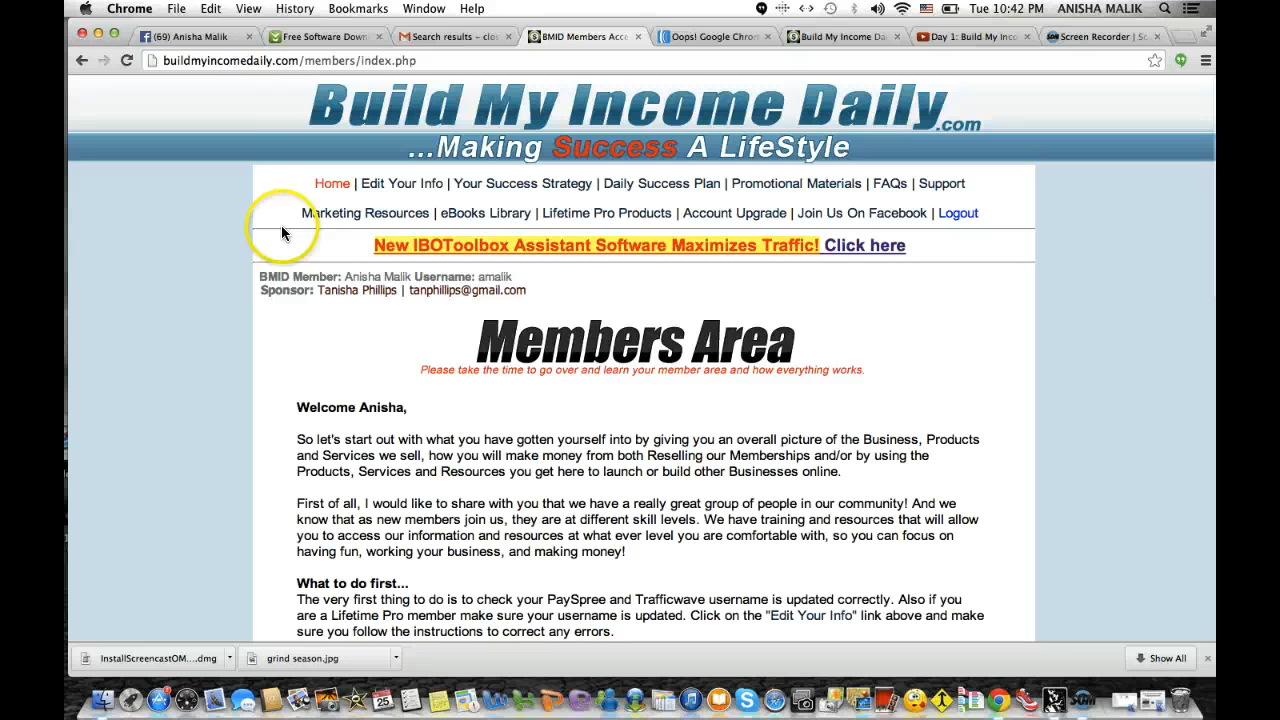 Chrome File Edit View History Bookmarks Window Help Tue 10:42 PM ANISHA MALIK
(69) Anisha Malik Free Software Down Search results – clo BMID Members Acce Oops! Google Chrom Build My Income Da Day 1: Build My Inco Screen Recorder | Sc
buildmyincomedaily.com/members/index.php
Build My Income Daily.com
...Making Success A LifeStyle
Home | Edit Your Info | Your Success Strategy | Daily Success Plan | Promotional Materials | FAQs | Support
Marketing Resources | eBooks Library | Lifetime Pro Products | Account Upgrade | Join Us On Facebook | Logout
New IBOToolbox Assistant Software Maximizes Traffic! Click here
BMID Member: Anisha Malik Username: amalik
Sponsor: Tanisha Phillips | tanphillips@gmail.com
Members Area
Please take the time to go over and learn your member area and how everything works.
Welcome Anisha,
So let's start out with what you have gotten yourself into by giving you an overall picture of the Business, Products
and Services we sell, how you will make money from both Reselling our Memberships and/or by using the
Products, Services and Resources you get here to launch or build other Businesses online.
First of all, I would like to share with you that we have a really great group of people in our community! And we
know that as new members join us, they are at different skill levels. We have training and resources that will allow
you to access our information and resources at what ever level you are comfortable with, so you can focus on
having fun, working your business, and making money!
What to do first...
The very first thing to do is to check your PaySpree and Trafficwave username is updated correctly. Also if you
are a Lifetime Pro member make sure your username is updated. Click on the "Edit Your Info" link above and make
sure you follow the instructions to correct any errors.
InstallScreencastOM....dmg grind season.jpg Show All
25
SOM